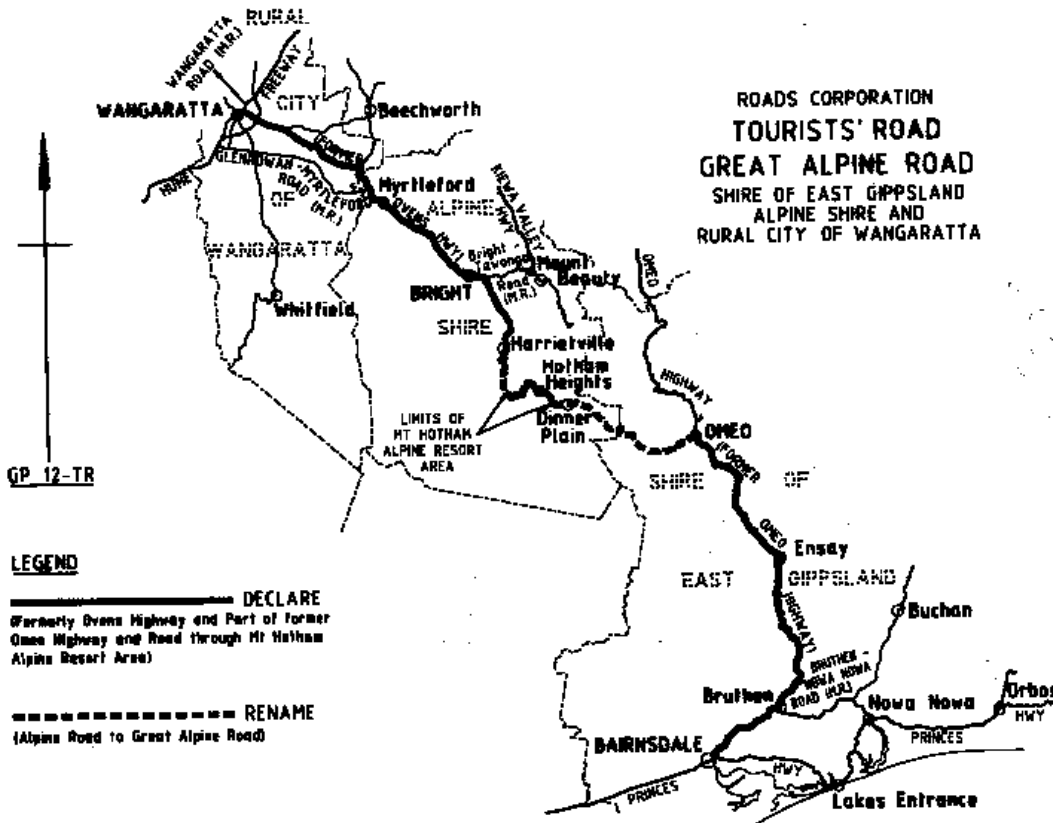 RURAL
WANGARATTA
ROAD (M.R.)
FREEWAY
WANGARATTA
CITY
Beechworth
(FORMER
GLENROWAN - MYRTLEFORD
ROAD (M.R.)
HUME
OF
Myrtleford
OVENS
ALPINE
HWY)
KIEWA VALLEY
HWY
WANGARATTA
Bright -
Tawonga
Road
(M.R.)
Mount
Beauty
BRIGHT
Whitfield
SHIRE
Harrietville
Hotham
Heights
Dinner
Plain
LIMITS OF
MT HOTHAM
ALPINE RESORT
AREA
OMEO
HIGHWAY
OMEO
(FORMER
SHIRE
OF
OMEO
Ensay
EAST
GIPPSLAND
HIGHWAY)
Buchan
BRUTHEN -
NOWA NOWA
ROAD (M.R.)
Bruthen
Nowa Nowa
Orbos
HWY
PRINCES
BAIRNSDALE
HWY
PRINCES
Lakes Entrance
ROADS CORPORATION
TOURISTS' ROAD
GREAT ALPINE ROAD
SHIRE OF EAST GIPPSLAND
ALPINE SHIRE AND
RURAL CITY OF WANGARATTA
GP 12-TR
LEGEND
DECLARE
(Formerly Ovens Highway and Part of former
Omeo Highway and Road through Mt Hotham
Alpine Resort Area)
RENAME
(Alpine Road to Great Alpine Road)